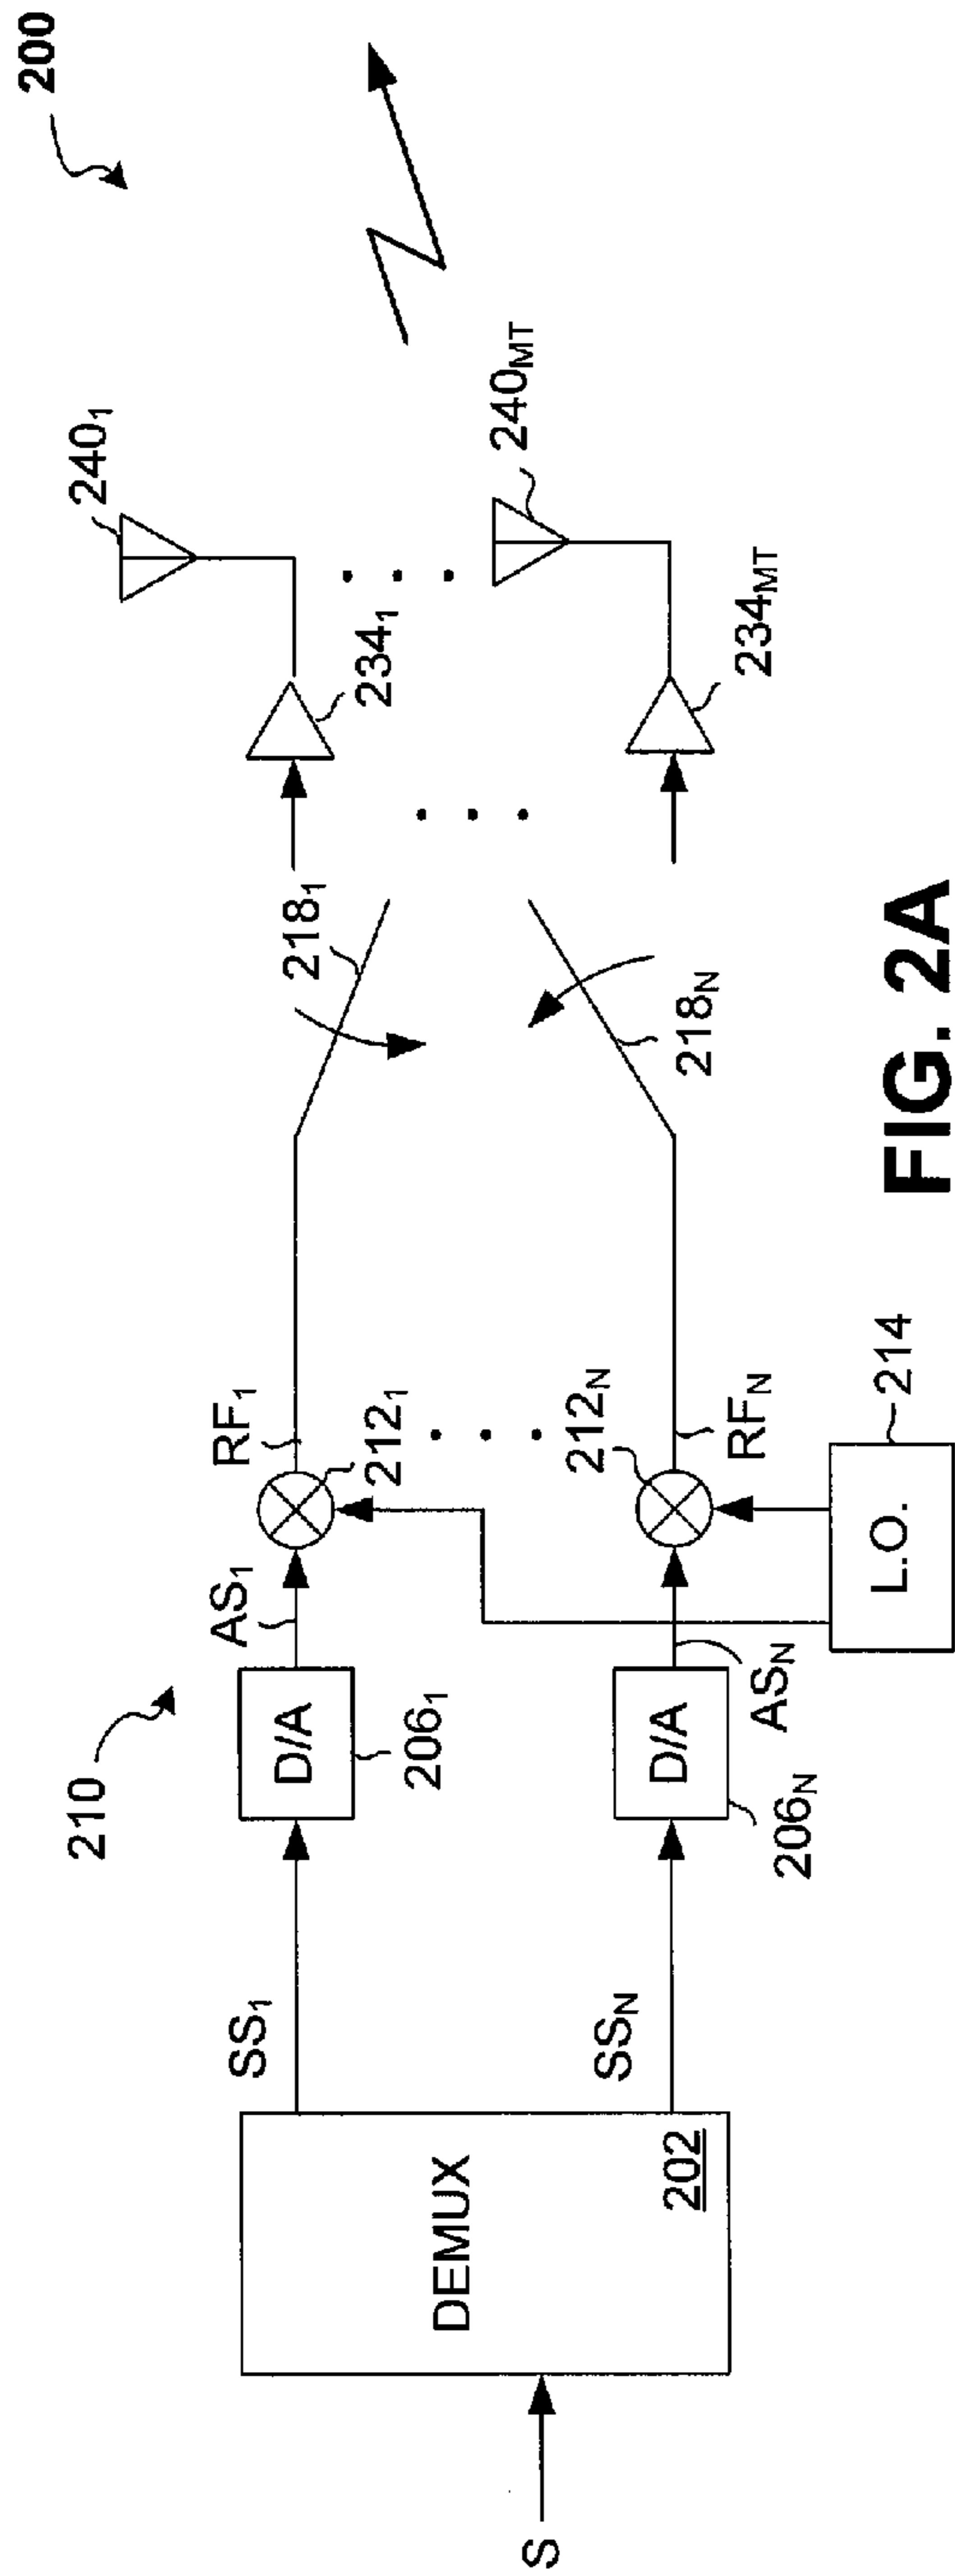 200
240₁
240MT
234₁
234MT
218₁
218N
RF₁
212₁
212N
RFN
214
L.O.
AS₁
ASN
210
D/A
206₁
D/A
206N
SS₁
SSN
DEMUX
202
S
FIG. 2A